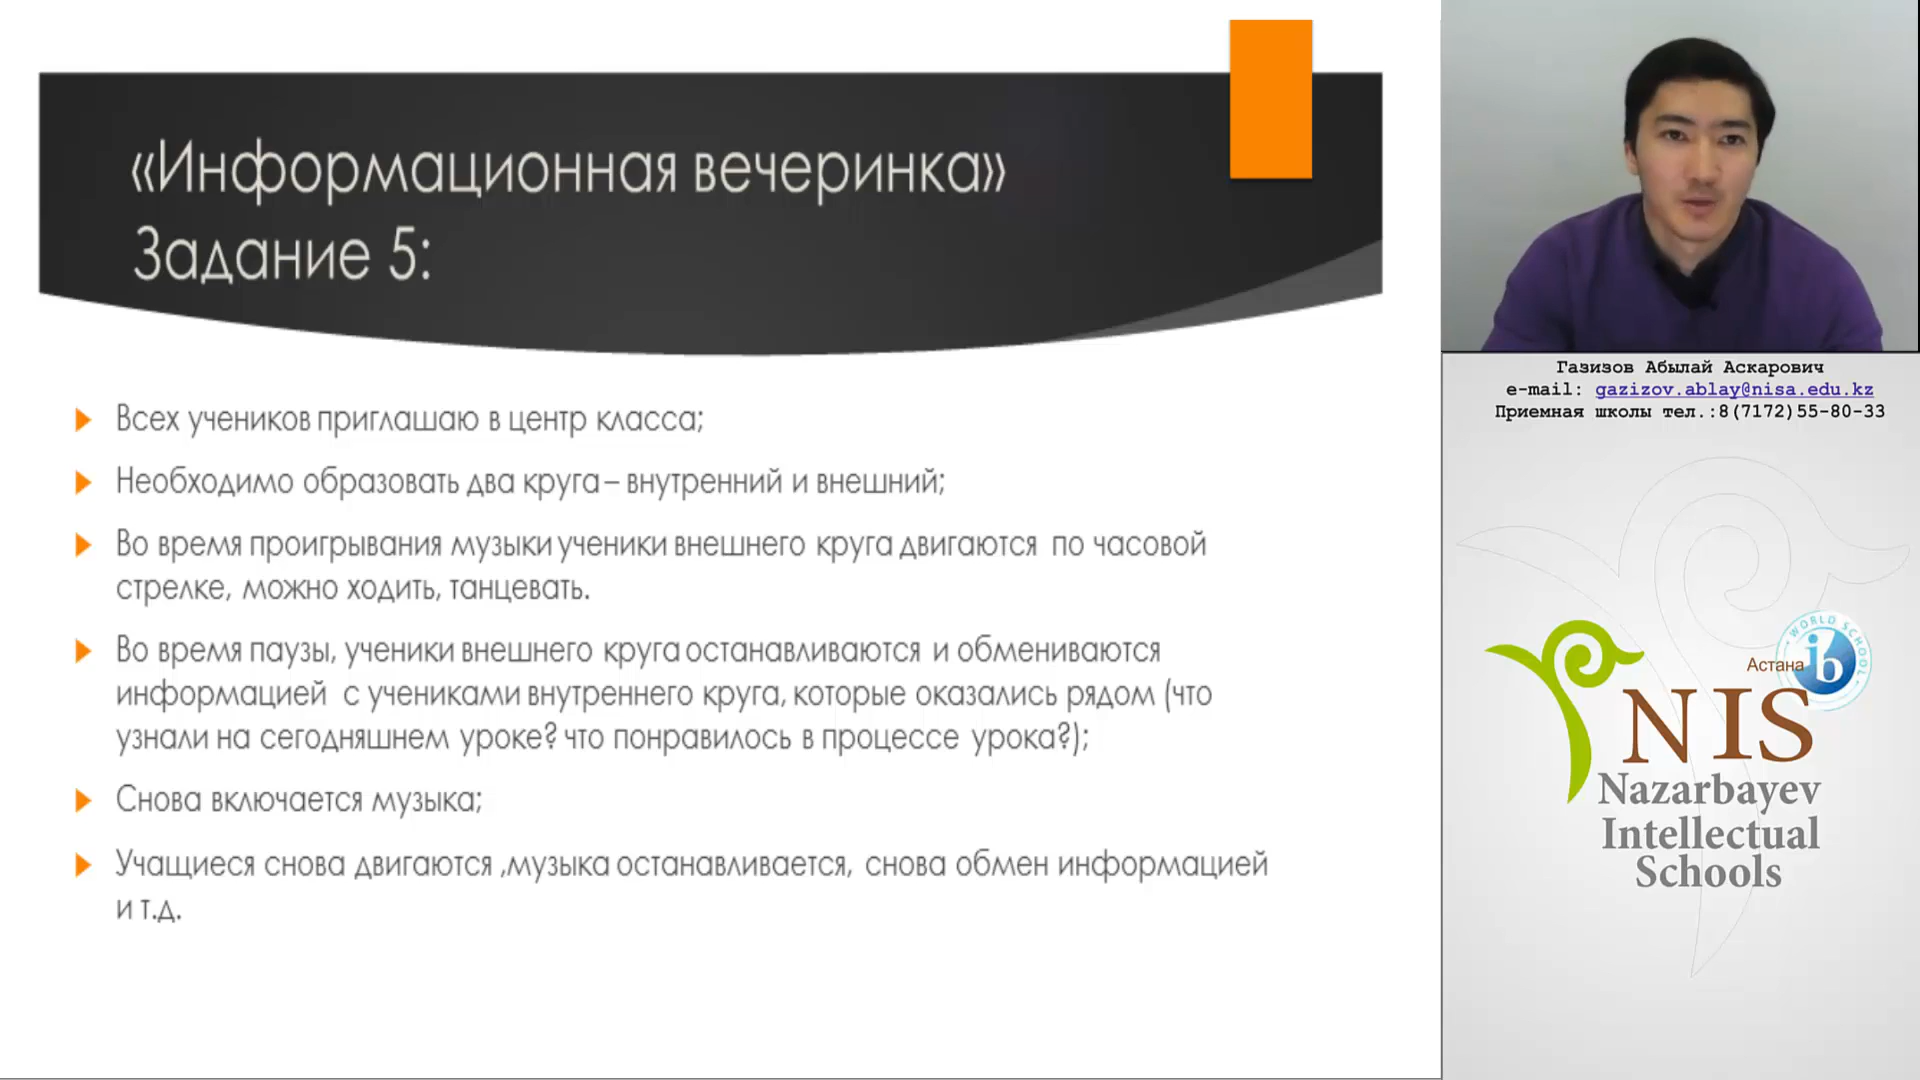 «Информационная вечеринка»
Задание 5:
Всех учеников приглашаю в центр класса;
Необходимо образовать два круга – внутренний и внешний;
Во время проигрывания музыки ученики внешнего круга двигаются по часовой
стрелке, можно ходить, танцевать.
Во время паузы, ученики внешнего круга останавливаются и обмениваются
информацией с учениками внутреннего круга, которые оказались рядом (что
узнали на сегодняшнем уроке? что понравилось в процессе урока?);
Снова включается музыка;
Учащиеся снова двигаются ,музыка останавливается, снова обмен информацией
и т.д.
Газизов Абылай Аскарович
e-mail: gazizov.ablay@nisa.edu.kz
Приемная школы тел.:8(7172)55-80-33
WORLD SCHOOL
Астана
ib
NIS
Nazarbayev
Intellectual
Schools